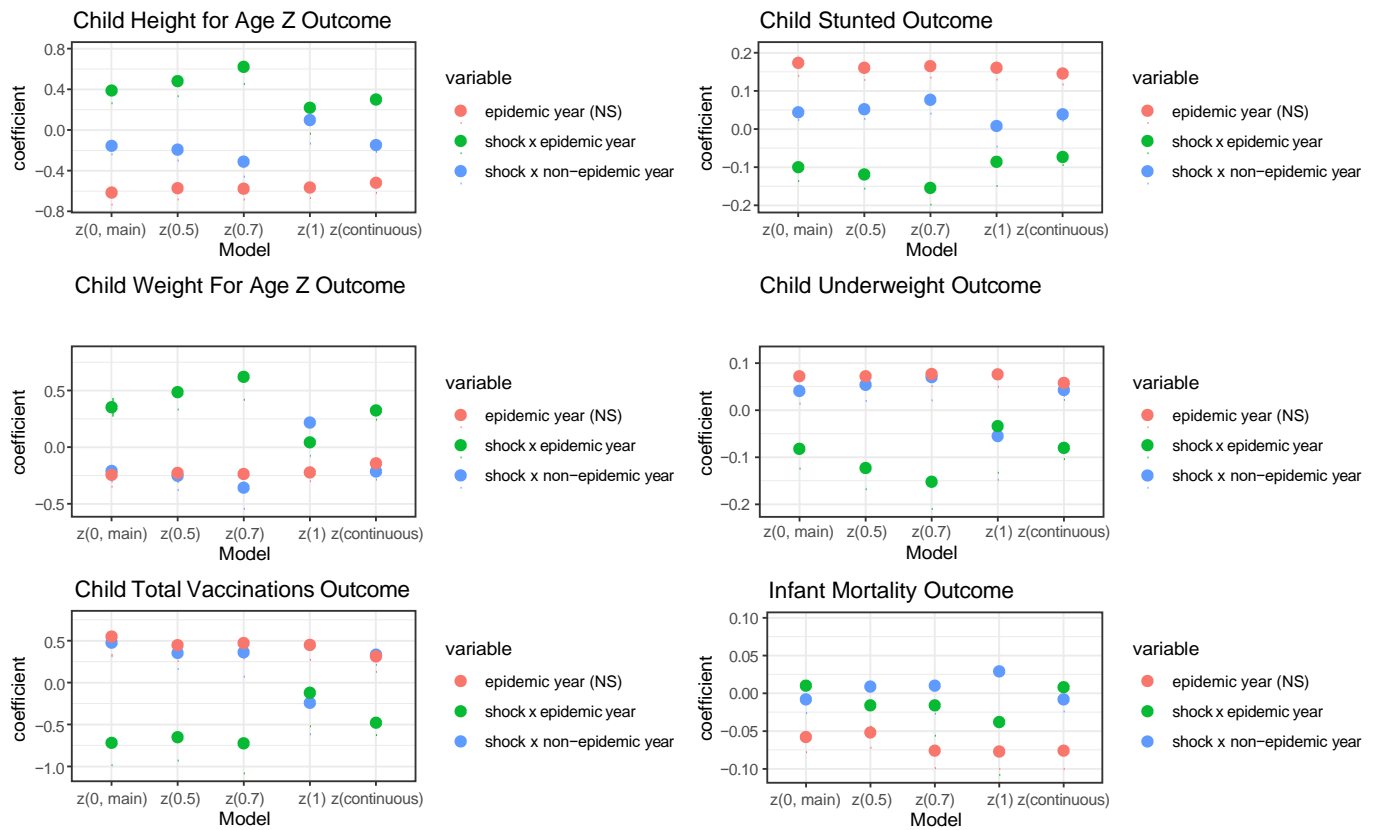 Child Height for Age Z Outcome
0.8
0.4
0.0
−0.4
−0.8
coefficient
z(0, main) z(0.5) z(0.7) z(1) z(continuous)
Model
variable
epidemic year (NS)
shock x epidemic year
shock x non−epidemic year
Child Stunted Outcome
0.2
0.1
0.0
−0.1
−0.2
coefficient
z(0, main) z(0.5) z(0.7) z(1) z(continuous)
Model
variable
epidemic year (NS)
shock x epidemic year
shock x non−epidemic year
Child Weight For Age Z Outcome
0.5
0.0
−0.5
coefficient
z(0, main) z(0.5) z(0.7) z(1) z(continuous)
Model
variable
epidemic year (NS)
shock x epidemic year
shock x non−epidemic year
Child Underweight Outcome
0.1
0.0
−0.1
−0.2
coefficient
z(0, main) z(0.5) z(0.7) z(1) z(continuous)
Model
variable
epidemic year (NS)
shock x epidemic year
shock x non−epidemic year
Child Total Vaccinations Outcome
0.5
0.0
−0.5
−1.0
coefficient
z(0, main) z(0.5) z(0.7) z(1) z(continuous)
Model
variable
epidemic year (NS)
shock x epidemic year
shock x non−epidemic year
Infant Mortality Outcome
0.10
0.05
0.00
−0.05
−0.10
coefficient
z(0, main) z(0.5) z(0.7) z(1) z(continuous)
Model
variable
epidemic year (NS)
shock x epidemic year
shock x non−epidemic year